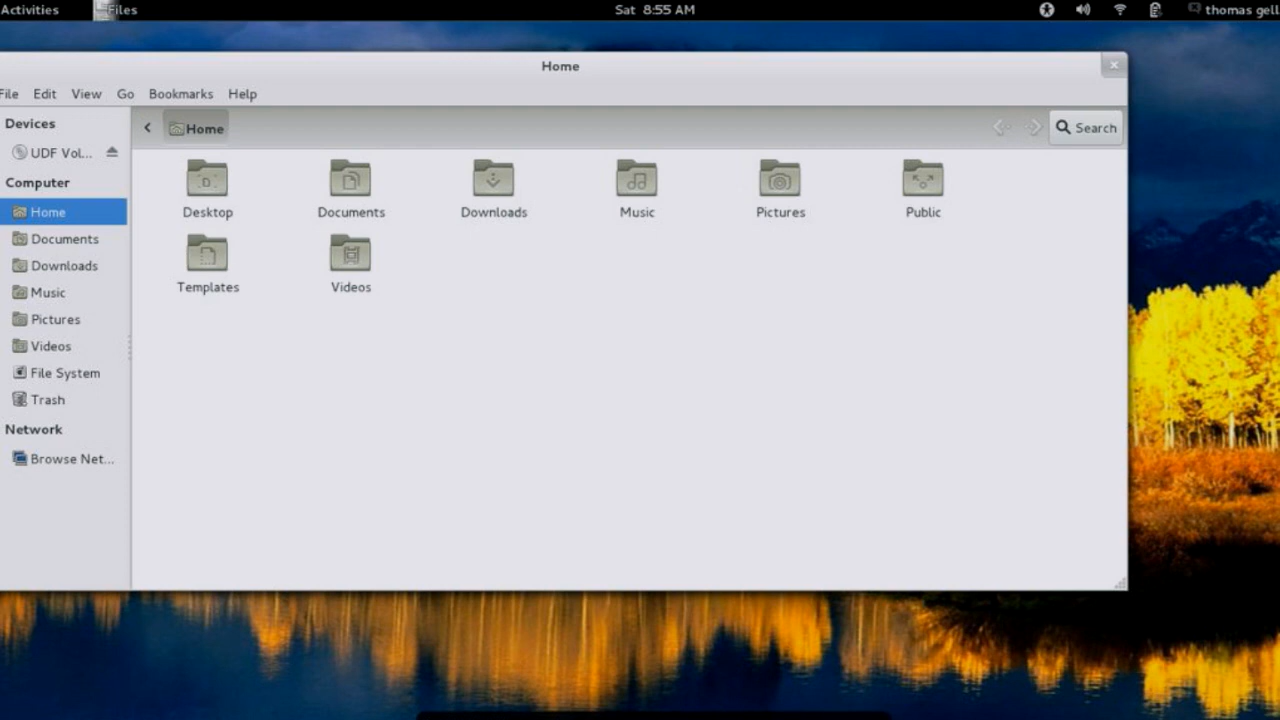 Activities Files Sat 8:55 AM thomas gell
Home
File Edit View Go Bookmarks Help
Devices
UDF Vol...
Computer
Home
Documents
Downloads
Music
Pictures
Videos
File System
Trash
Network
Browse Net...
Home Search
Desktop Documents Downloads Music Pictures Public
Templates Videos